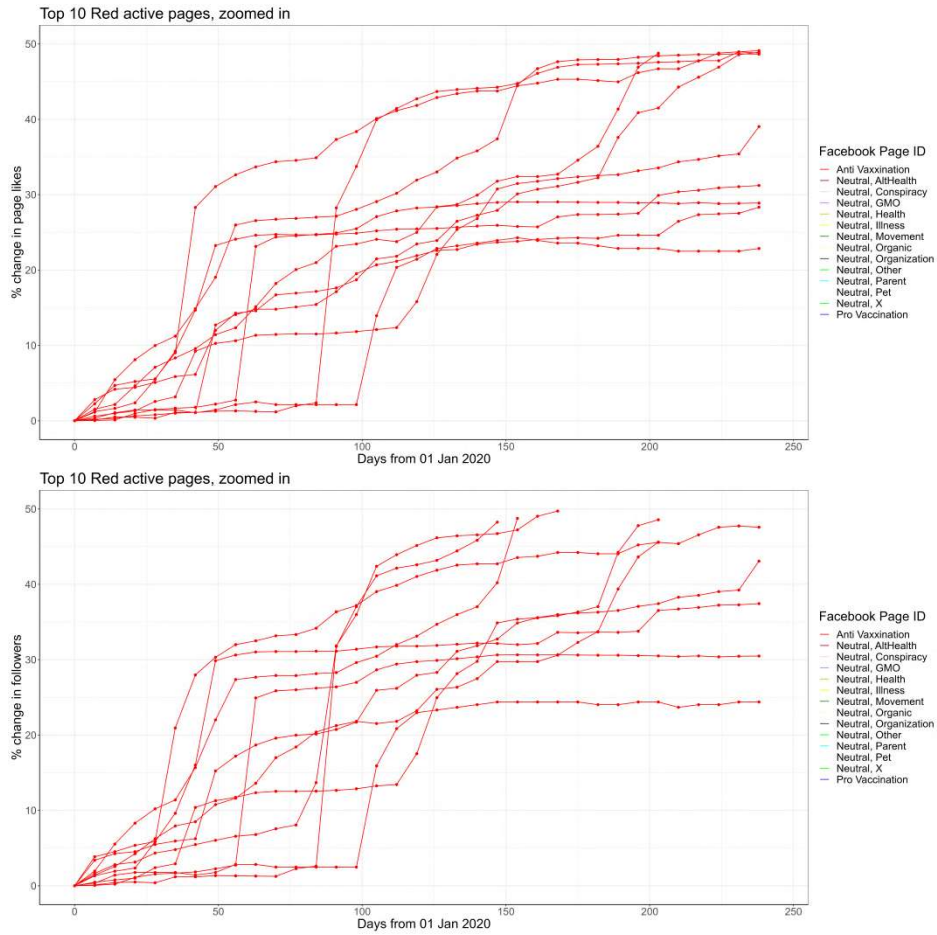 Top 10 Red active pages, zoomed in
50
40
30
20
10
0
% change in page likes
0 50 100 150 200 250
Days from 01 Jan 2020
Facebook Page ID
Anti Vaxxination
Neutral, AltHealth
Neutral, Conspiracy
Neutral, GMO
Neutral, Health
Neutral, Illness
Neutral, Movement
Neutral, Organic
Neutral, Organization
Neutral, Other
Neutral, Parent
Neutral, Pet
Neutral, X
Pro Vaccination
Top 10 Red active pages, zoomed in
50
40
30
20
10
0
% change in followers
0 50 100 150 200 250
Days from 01 Jan 2020
Facebook Page ID
Anti Vaxxination
Neutral, AltHealth
Neutral, Conspiracy
Neutral, GMO
Neutral, Health
Neutral, Illness
Neutral, Movement
Neutral, Organic
Neutral, Organization
Neutral, Other
Neutral, Parent
Neutral, Pet
Neutral, X
Pro Vaccination